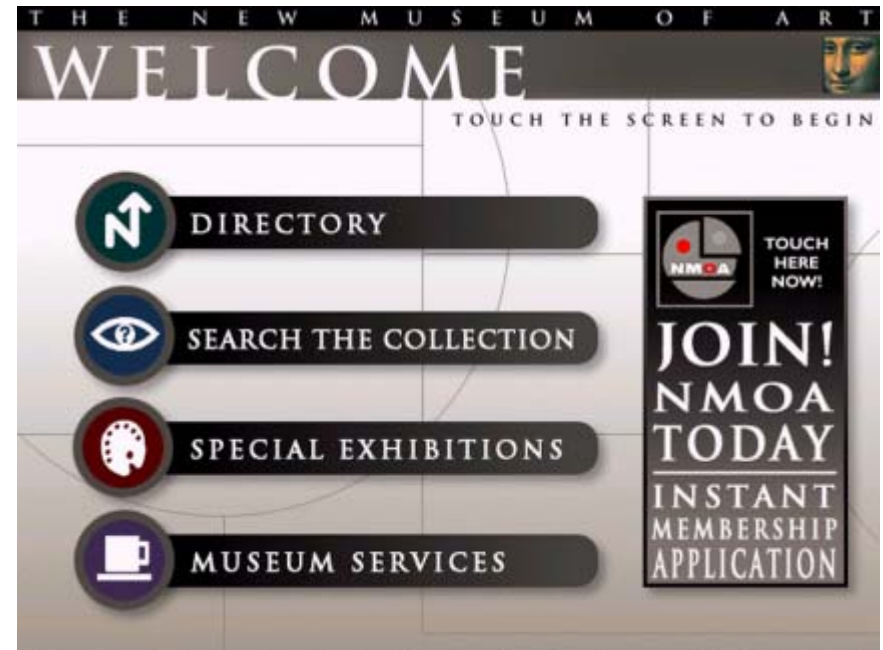 THE NEW MUSEUM OF ART
WELCOME
TOUCH THE SCREEN TO BEGIN
N
DIRECTORY
?
SEARCH THE COLLECTION
SPECIAL EXHIBITIONS
MUSEUM SERVICES
NMOA
TOUCH
HERE
NOW!
JOIN!
NMOA
TODAY
INSTANT
MEMBERSHIP
APPLICATION